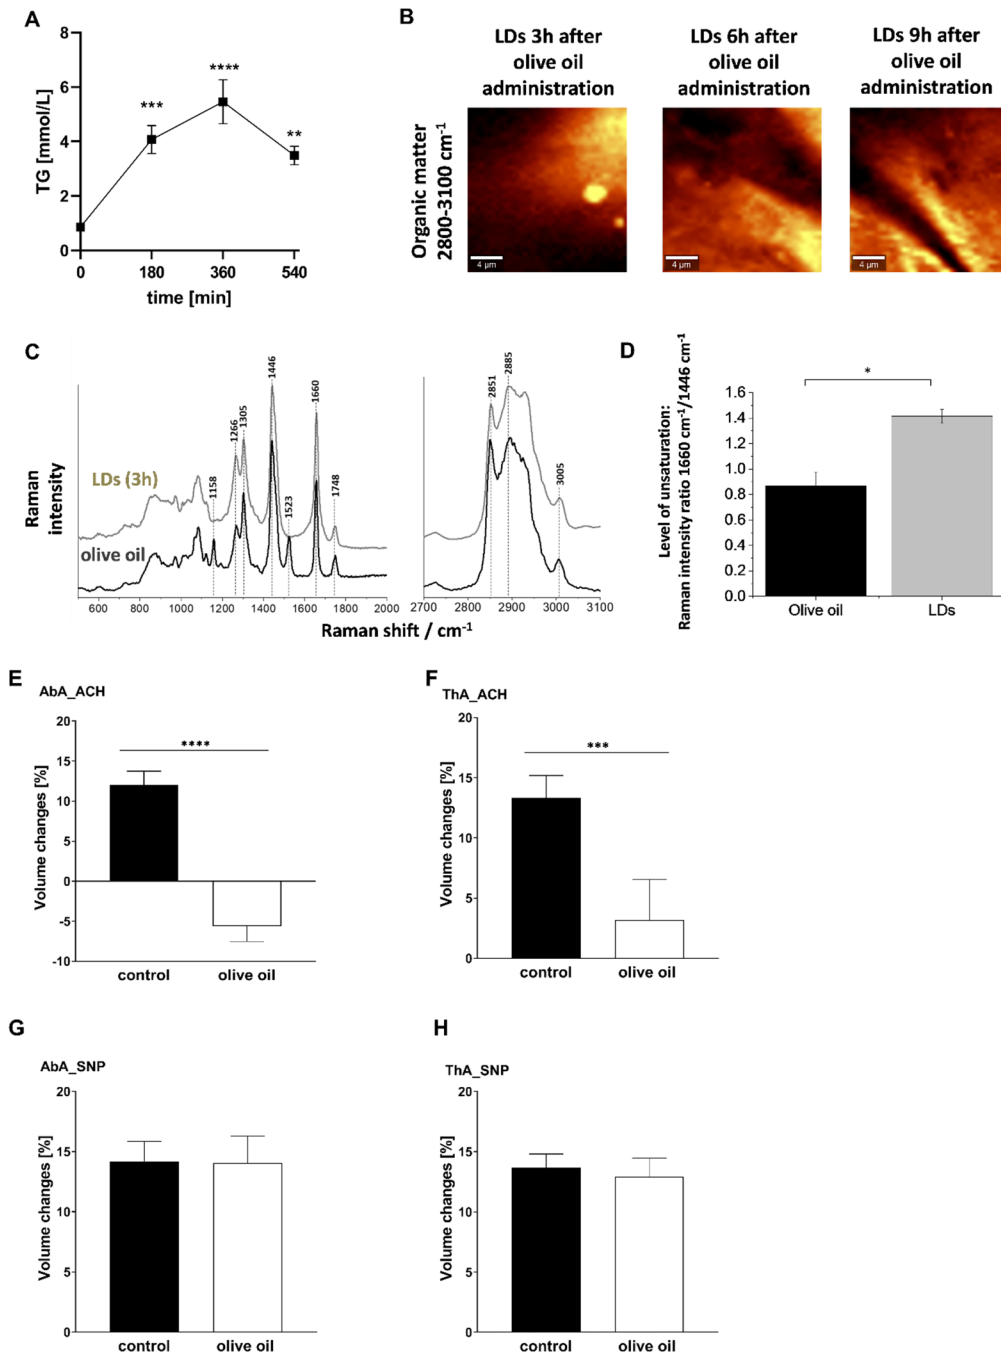 A
TG [mmol/L]
8
6
4
2
0
***
****
**
0 180 360 540
time [min]
B
LDs 3h after
olive oil
administration
LDs 6h after
olive oil
administration
LDs 9h after
olive oil
administration
Organic matter
2800-3100 cm⁻¹
4 µm
4 µm
4 µm
C
Raman
intensity
LDs (3h)
olive oil
1158
1266
1305
1446
1523
1660
1748
2851
2885
3005
600 800 1000 1200 1400 1600 1800 2000
2700 2800 2900 3000 3100
Raman shift / cm⁻¹
D
Level of unsaturation:
Raman intensity ratio 1660 cm⁻¹/1446 cm⁻¹
1.6
1.4
1.2
1.0
0.8
0.6
0.4
0.2
0.0
*
Olive oil LDs
E
AbA_ACH
Volume changes [%]
20
15
10
5
0
-5
-10
****
control olive oil
F
ThA_ACH
Volume changes [%]
20
15
10
5
0
***
control olive oil
G
AbA_SNP
Volume changes [%]
20
15
10
5
0
control olive oil
H
ThA_SNP
Volume changes [%]
20
15
10
5
0
control olive oil